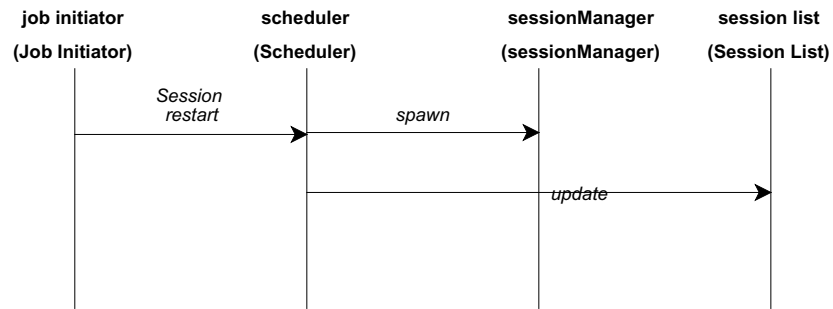 job initiator
(Job Initiator)
scheduler
(Scheduler)
sessionManager
(sessionManager)
session list
(Session List)
Session
restart
spawn
update